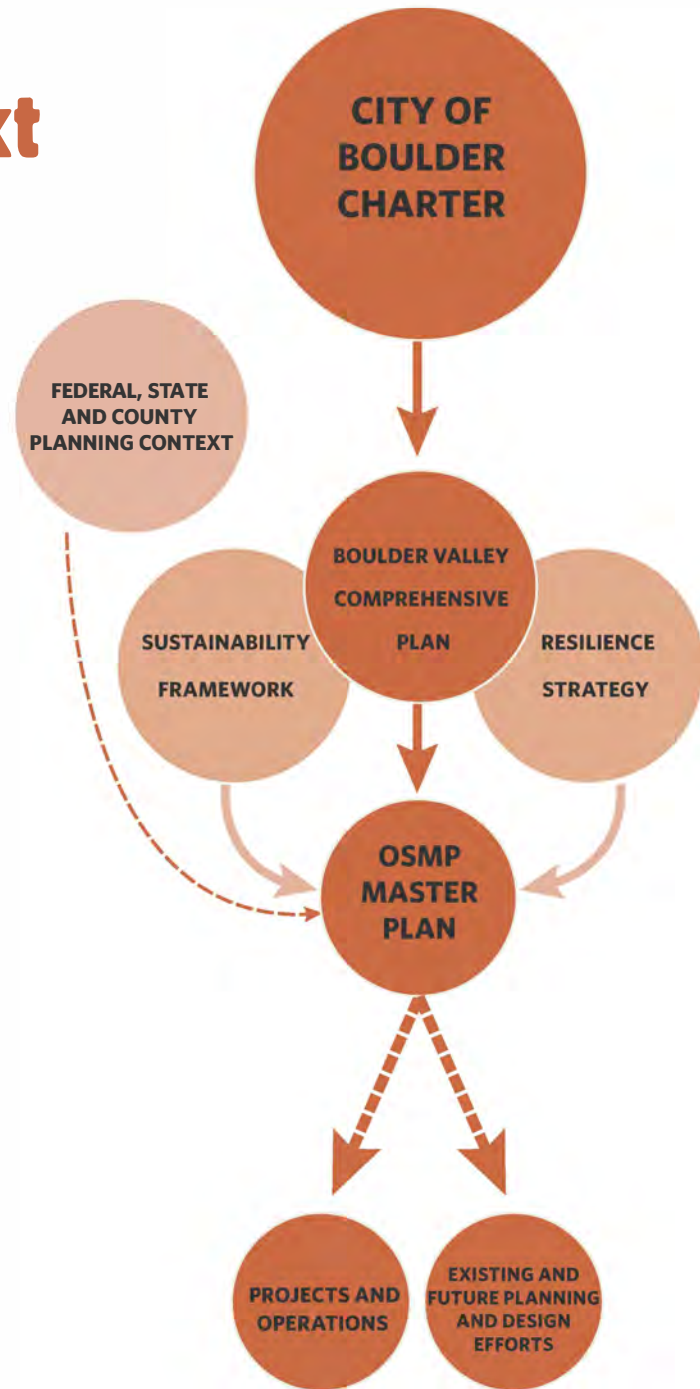 xt
CITY OF
BOULDER
CHARTER
FEDERAL, STATE
AND COUNTY
PLANNING CONTEXT
BOULDER VALLEY
COMPREHENSIVE
PLAN
SUSTAINABILITY
FRAMEWORK
RESILIENCE
STRATEGY
OSMP
MASTER
PLAN
PROJECTS AND
OPERATIONS
EXISTING AND
FUTURE PLANNING
AND DESIGN
EFFORTS